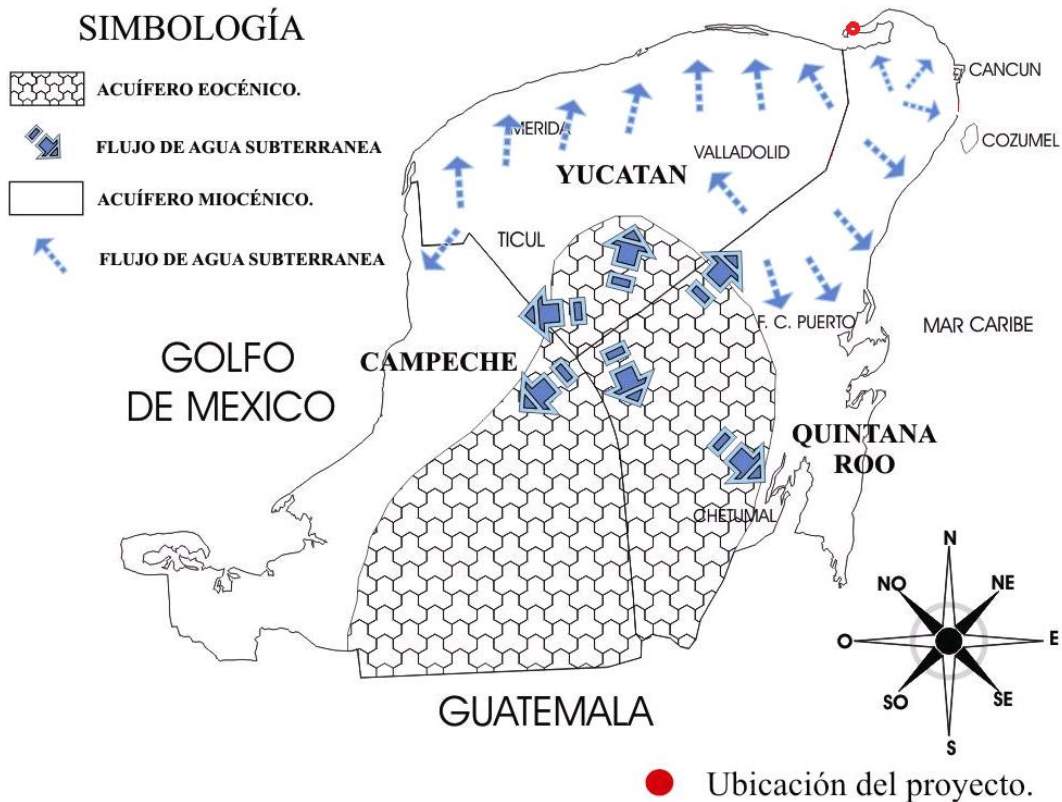 SIMBOLOGÍA
ACUÍFERO EOCÉNICO.
FLUJO DE AGUA SUBTERRANEA
ACUÍFERO MIOCÉNICO.
FLUJO DE AGUA SUBTERRANEA
CANCUN
COZUMEL
MERIDA
VALLADOLID
YUCATAN
TICUL
F. C. PUERTO
MAR CARIBE
GOLFO
DE MEXICO
CAMPECHE
QUINTANA
ROO
CHETUMAL
GUATEMALA
N
NO
NE
O
E
SO
SE
S
Ubicación del proyecto.